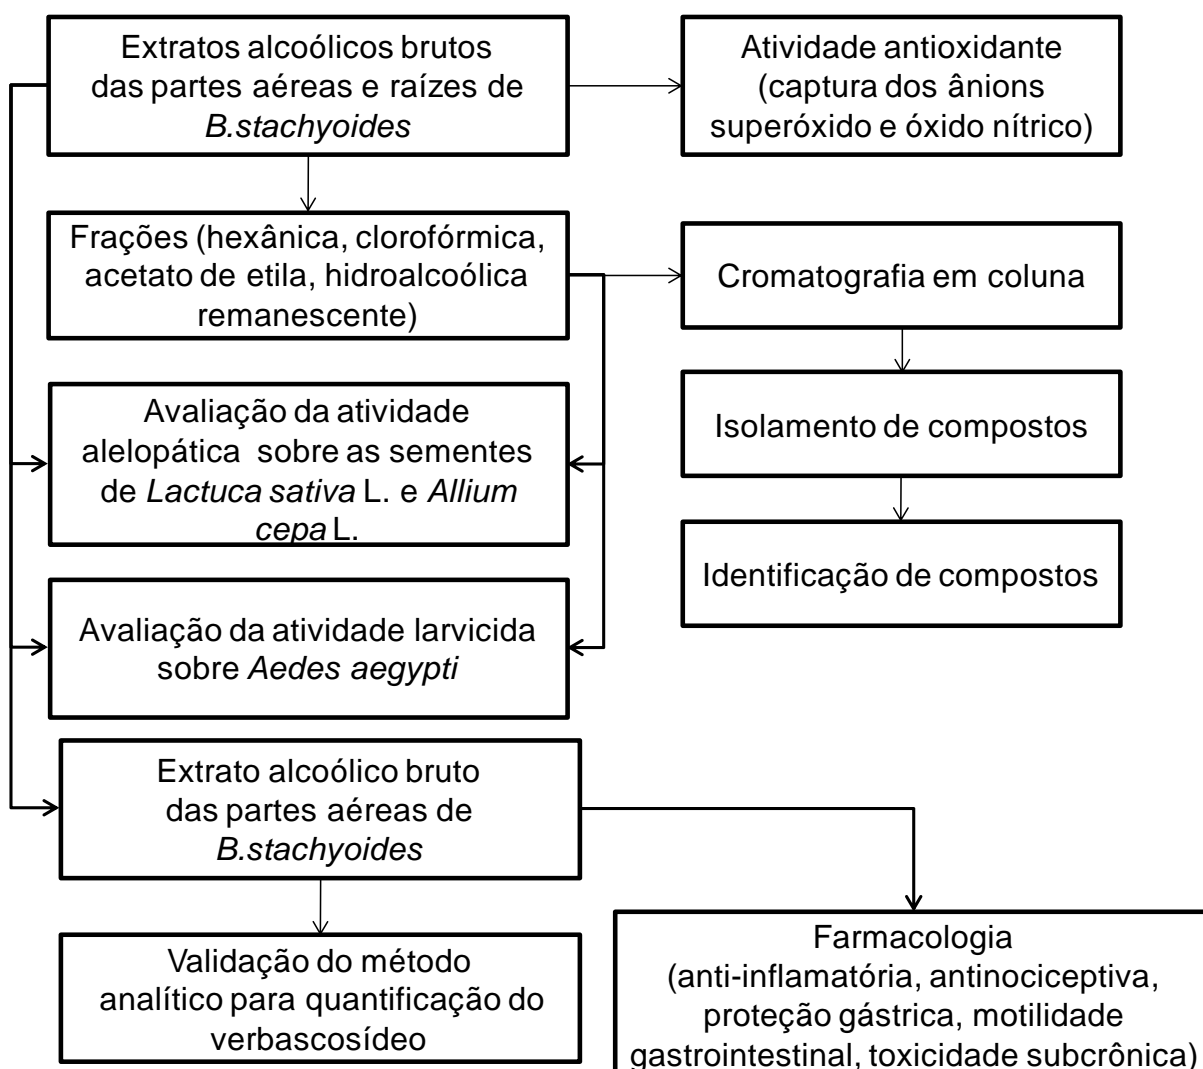 Extratos alcoólicos brutos
das partes aéreas e raízes de
B.stachyoides
Atividade antioxidante
(captura dos ânions
superóxido e óxido nítrico)
Frações (hexânica, clorofórmica,
acetato de etila, hidroalcoólica
remanescente)
Cromatografia em coluna
Isolamento de compostos
Identificação de compostos
Avaliação da atividade
alelopática sobre as sementes
de Lactuca sativa L. e Allium
cepa L.
Avaliação da atividade larvicida
sobre Aedes aegypti
Extrato alcoólico bruto
das partes aéreas de
B.stachyoides
Validação do método
analítico para quantificação do
verbascosídeo
Farmacologia
(anti-inflamatória, antinociceptiva,
proteção gástrica, motilidade
gastrointestinal, toxicidade subcrônica)